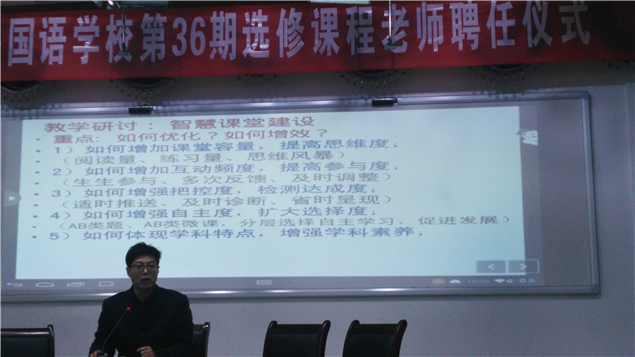 国语学校第36期选修课程老师聘任仪式
教学研讨：智慧课堂建设
• 重点：如何优化？如何增效？
• 1）如何增加课堂容量，提高思维度；
• （阅读量、练习量、思维风暴）
• 2）如何增加互动频度，提高参与度；
• （生生参与、多次反馈、及时调整）
• 3）如何增强把控度，检测达成度；
• （适时推送、及时诊断、省时呈现）
• 4）如何增强自主度，扩大选择度；
• （AB类题、AB类微课，分层选择自主学习，促进发展）
• 5）如何体现学科特点，增强学科素养；